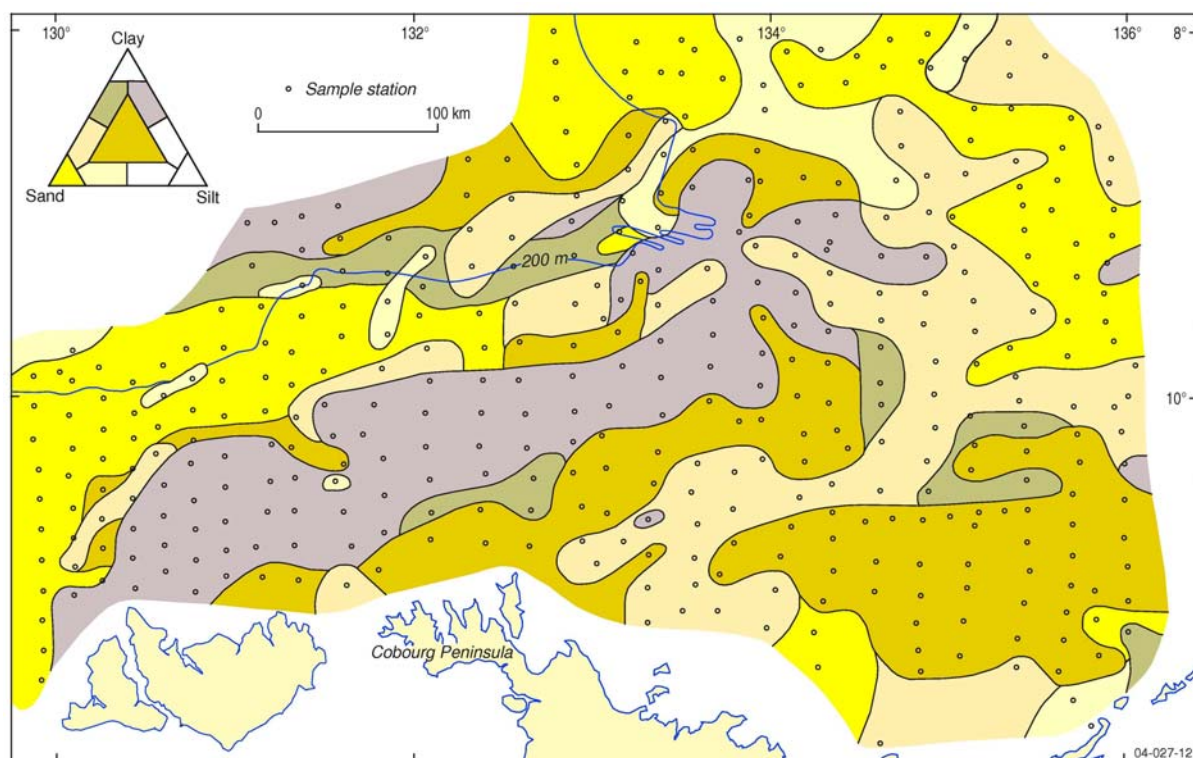 130°
132°
134°
136°
8°
Clay
Sample station
0
100 km
Sand
Silt
200 m
10°
Cobourg Peninsula
04-027-12